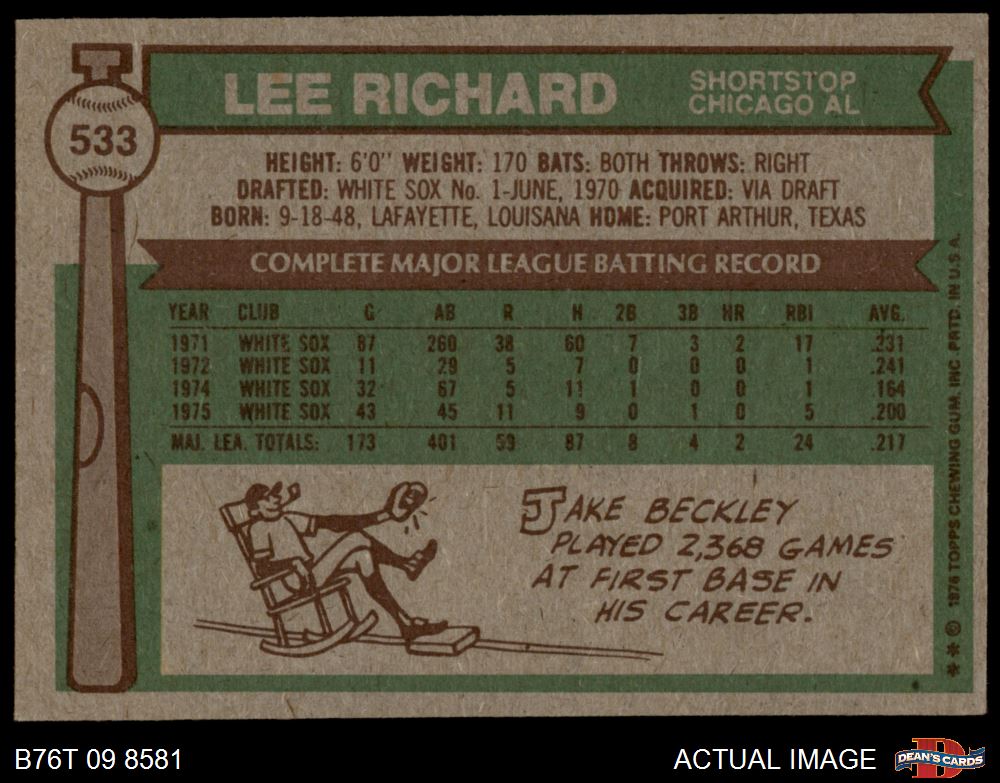 533
LEE RICHARD
SHORTSTOP
CHICAGO AL
HEIGHT: 6'0" WEIGHT: 170 BATS: BOTH THROWS: RIGHT
DRAFTED: WHITE SOX No. 1-JUNE, 1970 ACQUIRED: VIA DRAFT
BORN: 9-18-48, LAFAYETTE, LOUISANA HOME: PORT ARTHUR, TEXAS
COMPLETE MAJOR LEAGUE BATTING RECORD
YEAR CLUB G AB R H 2B 3B HR RBI AVG.
1971 WHITE SOX 87 260 38 60 7 3 2 17 .231
1972 WHITE SOX 11 29 5 7 0 0 0 1 .241
1974 WHITE SOX 32 67 5 11 1 0 0 1 .164
1975 WHITE SOX 43 45 11 9 0 1 0 5 .200
MAJ. LEA. TOTALS: 173 401 59 87 8 4 2 24 .217
JAKE BECKLEY
PLAYED 2,368 GAMES
AT FIRST BASE IN
HIS CAREER.
* * © 1976 TOPPS CHEWING GUM, INC. PRTD. IN U.S.A.
B76T 09 8581
ACTUAL IMAGE
D
DEAN'S CARDS